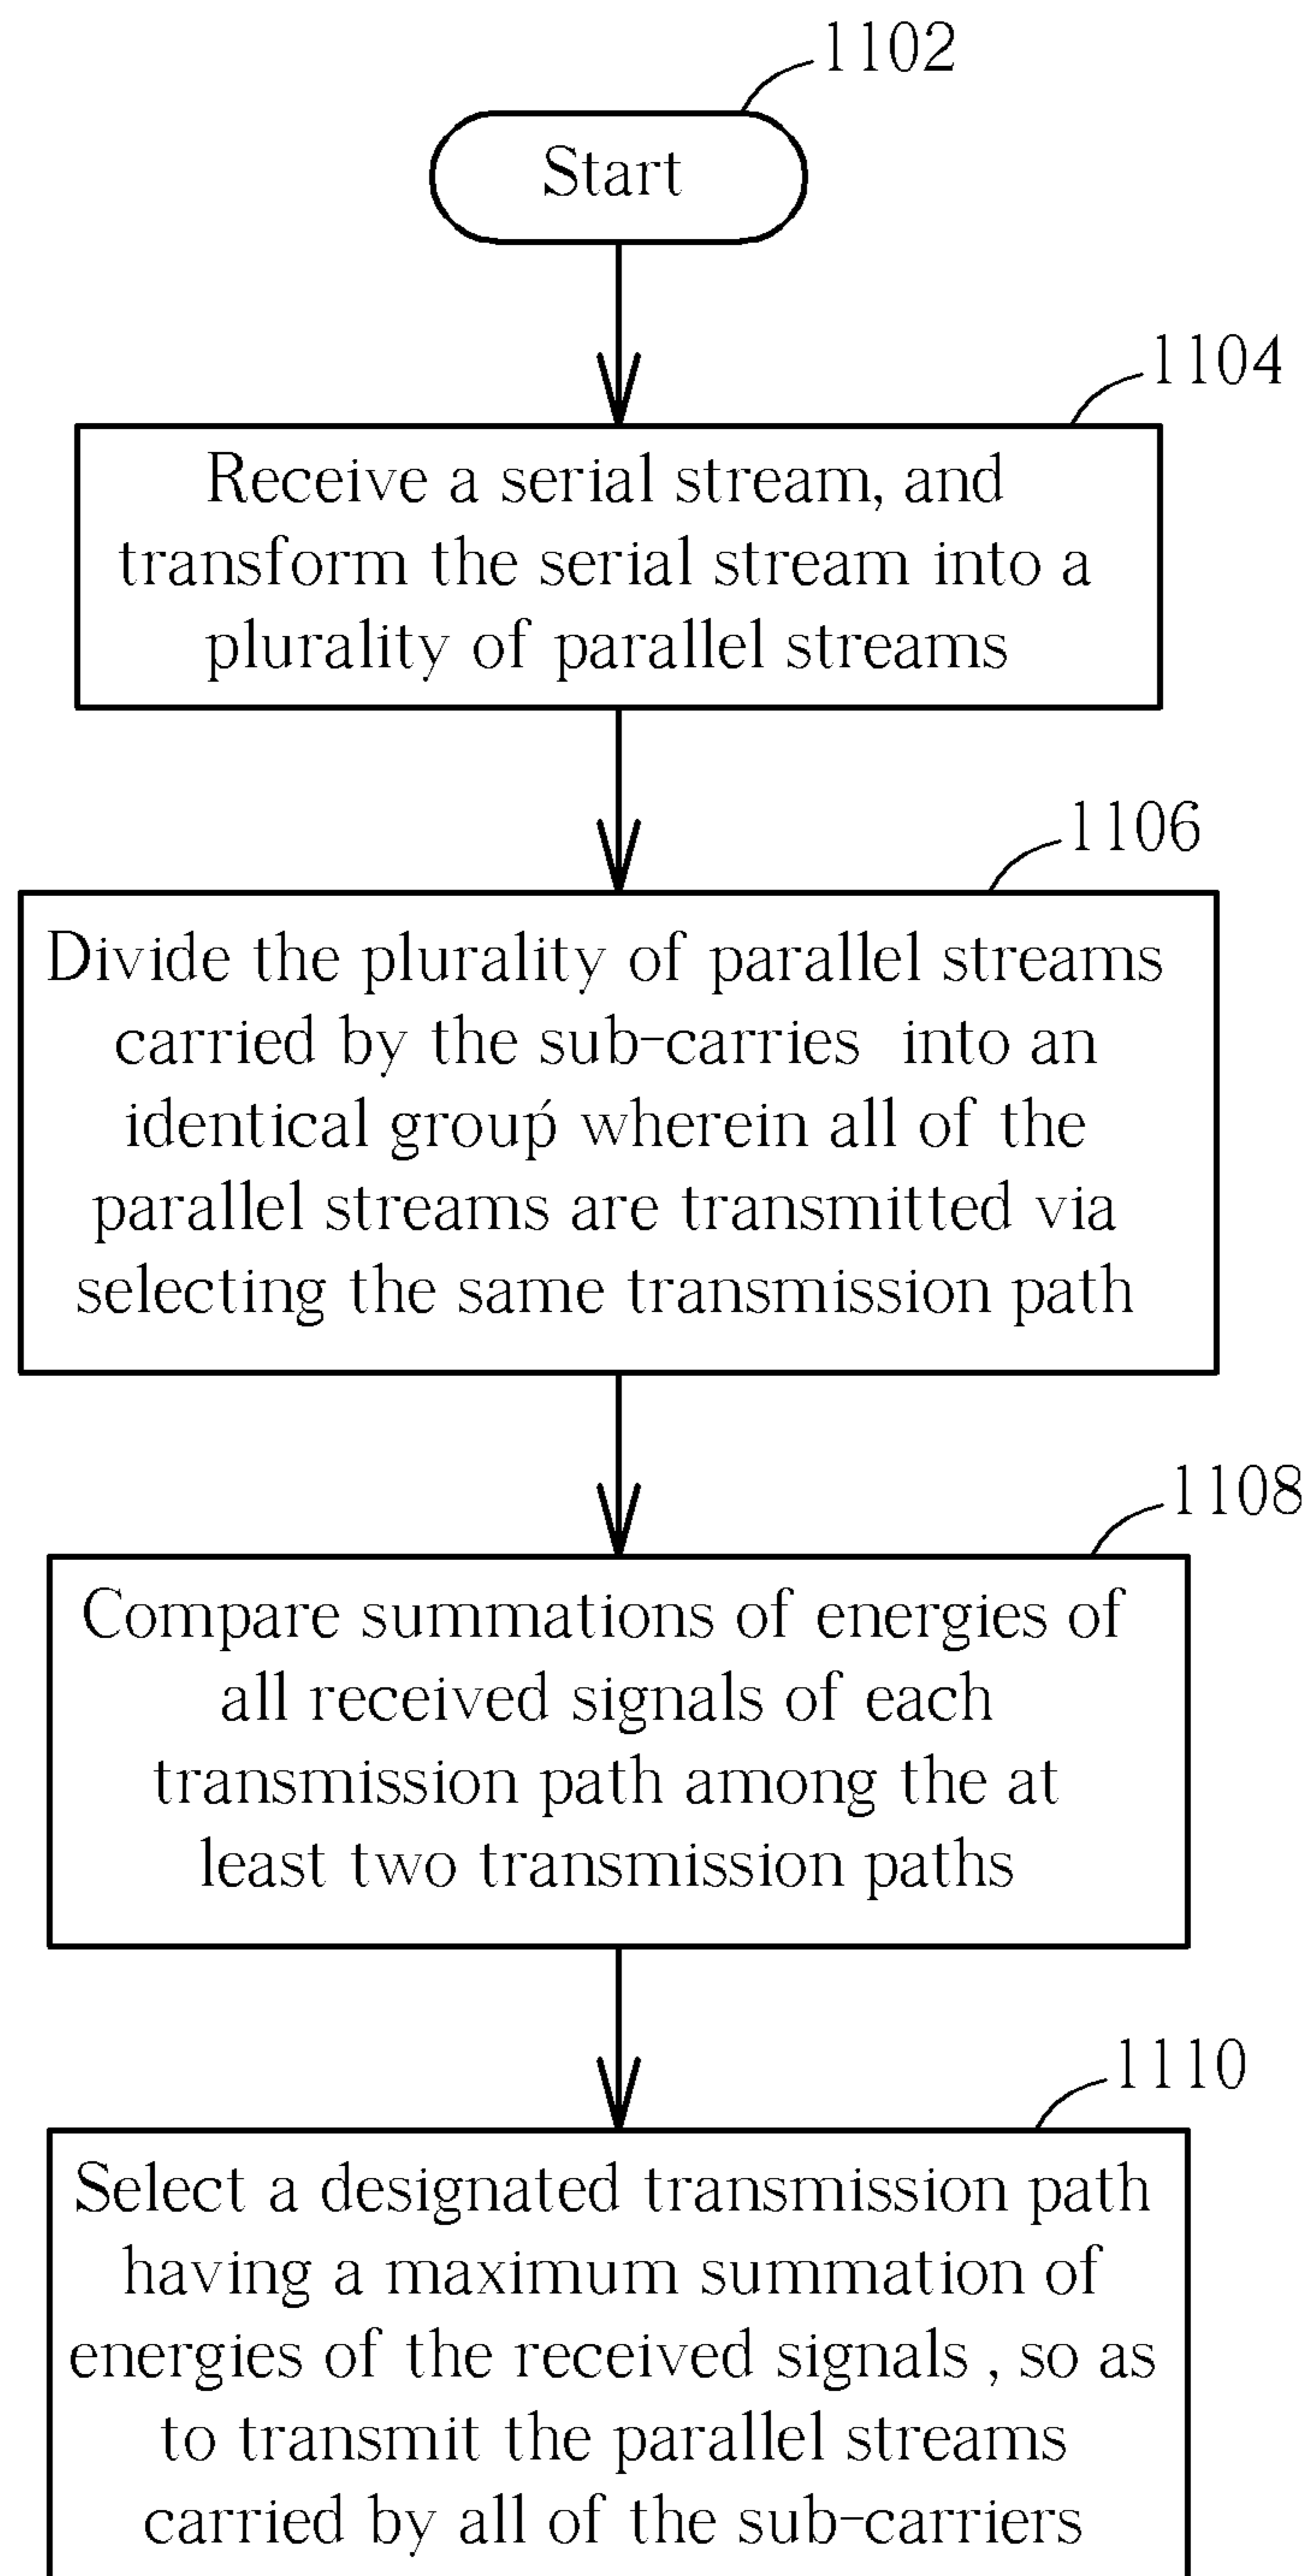 1102
Start
1104
Receive a serial stream, and
transform the serial stream into a
plurality of parallel streams
1106
Divide the plurality of parallel streams
carried by the sub-carries into an
identical group, wherein all of the
parallel streams are transmitted via
selecting the same transmission path
1108
Compare summations of energies of
all received signals of each
transmission path among the at
least two transmission paths
1110
Select a designated transmission path
having a maximum summation of
energies of the received signals , so as
to transmit the parallel streams
carried by all of the sub-carriers